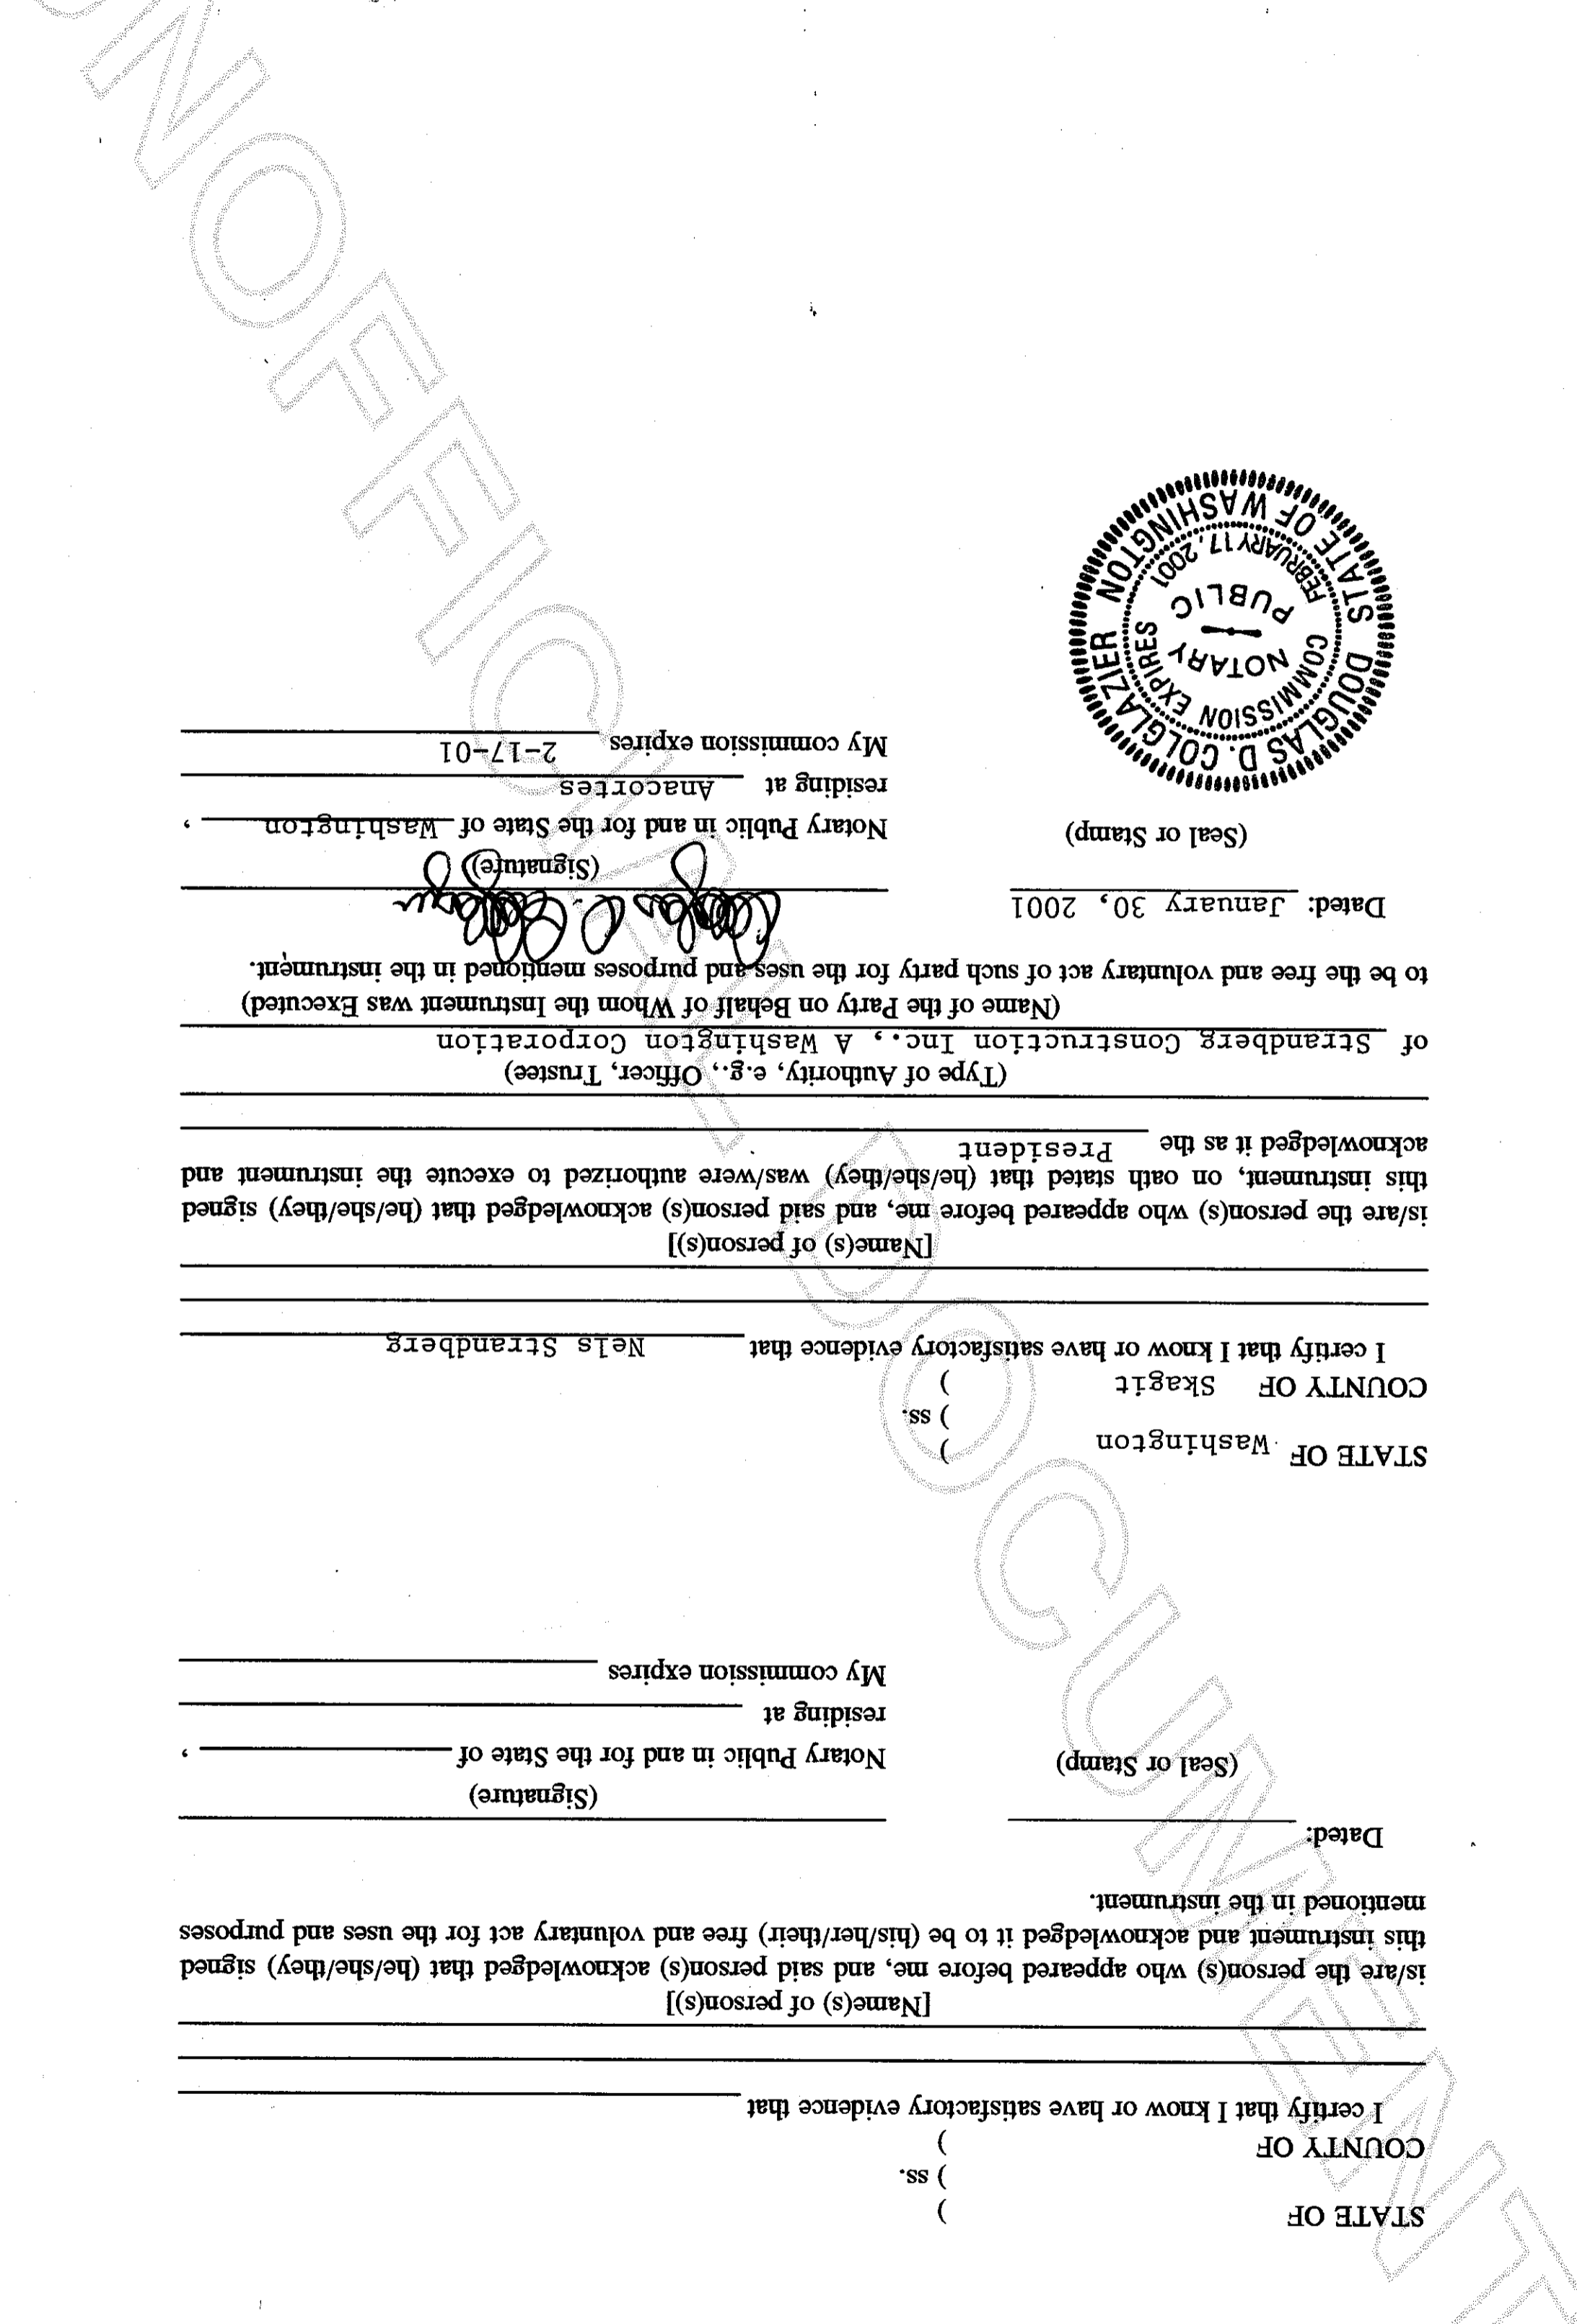 STATE OF )
) ss.
COUNTY OF )
I certify that I know or have satisfactory evidence that
[Name(s) of person(s)]
is/are the person(s) who appeared before me, and said person(s) acknowledged that (he/she/they) signed
this instrument and acknowledged it to be (his/her/their) free and voluntary act for the uses and purposes
mentioned in the instrument.
Dated:
(Signature)
(Seal or Stamp)
Notary Public in and for the State of ,
residing at
My commission expires
STATE OF Washington )
) ss.
COUNTY OF Skagit )
I certify that I know or have satisfactory evidence that Nels Strandberg
[Name(s) of person(s)]
is/are the person(s) who appeared before me, and said person(s) acknowledged that (he/she/they) signed
this instrument, on oath stated that (he/she/they) was/were authorized to execute the instrument and
acknowledged it as the President
(Type of Authority, e.g., Officer, Trustee)
of Strandberg Construction Inc., A Washington Corporation
(Name of the Party on Behalf of Whom the Instrument was Executed)
to be the free and voluntary act of such party for the uses and purposes mentioned in the instrument.
Dated: January 30, 2001
Douglas D. Colglazier
(Signature)
(Seal or Stamp)
Notary Public in and for the State of Washington ,
residing at Anacortes
My commission expires 2-17-01
DOUGLAS D. COLGLAZIER
COMMISSION EXPIRES
NOTARY
PUBLIC
FEBRUARY 17, 2001
STATE OF WASHINGTON
UNOFFICIAL DOCUMENT